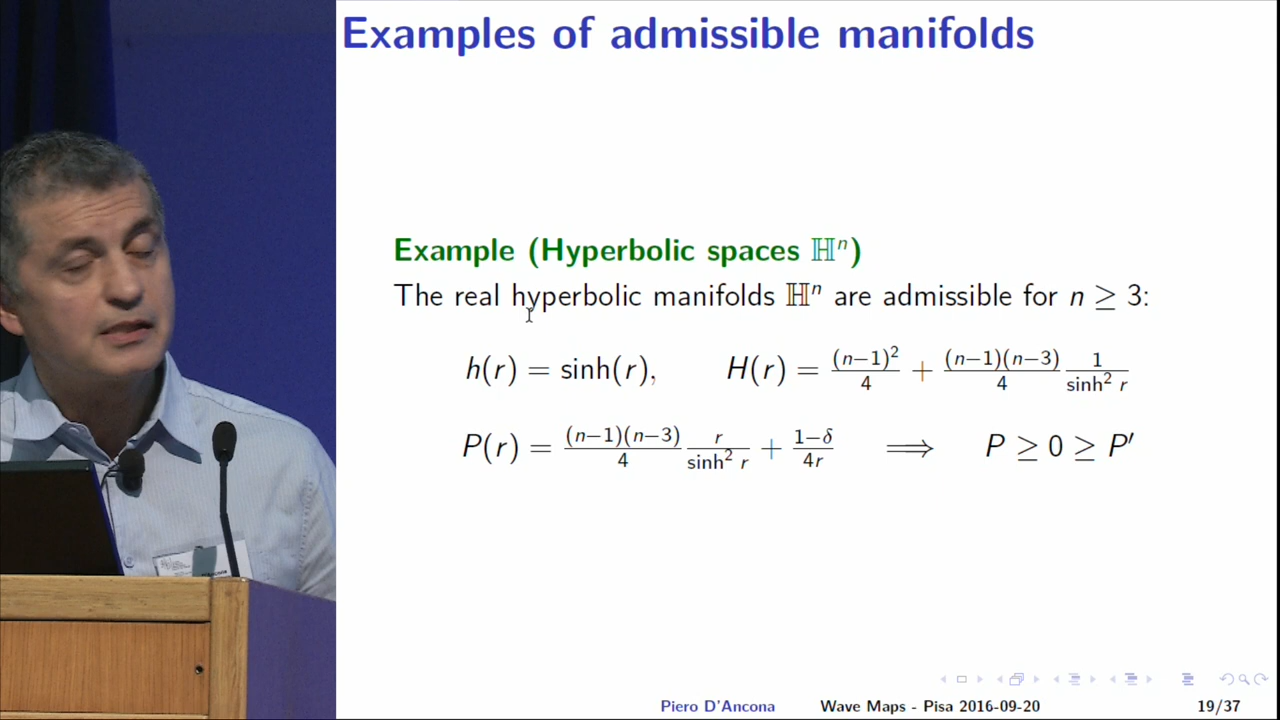 Examples of admissible manifolds
Example (Hyperbolic spaces ℍⁿ)
The real hyperbolic manifolds ℍⁿ are admissible for n ≥ 3:
h(r) = sinh(r), H(r) = (n−1)²/4 + (n−1)(n−3)/4 1/sinh² r
P(r) = (n−1)(n−3)/4 r/sinh² r + 1−δ/4r ⟹ P ≥ 0 ≥ P′
Piero D'Ancona Wave Maps - Pisa 2016-09-20 19/37